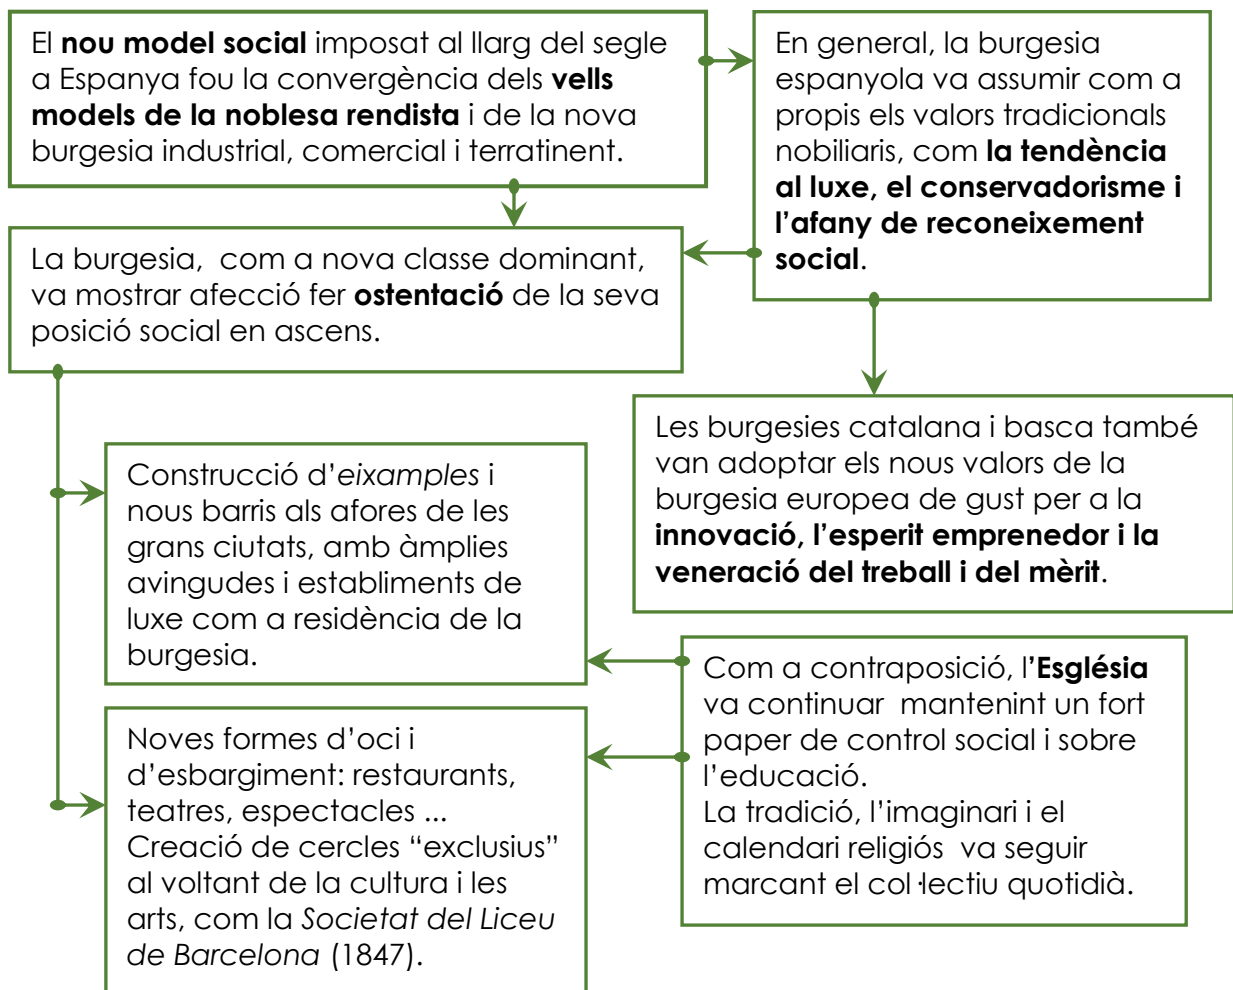 El nou model social imposat al llarg del segle
a Espanya fou la convergència dels vells
models de la noblesa rendista i de la nova
burgesia industrial, comercial i terratinent.
En general, la burgesia
espanyola va assumir com a
propis els valors tradicionals
nobiliaris, com la tendència
al luxe, el conservadorisme i
l’afany de reconeixement
social.
La burgesia, com a nova classe dominant,
va mostrar afecció fer ostentació de la seva
posició social en ascens.
Les burgesies catalana i basca també
van adoptar els nous valors de la
burgesia europea de gust per a la
innovació, l’esperit emprenedor i la
veneració del treball i del mèrit.
Construcció d’eixamples i
nous barris als afores de les
grans ciutats, amb àmplies
avingudes i establiments de
luxe com a residència de la
burgesia.
Com a contraposició, l’Església
va continuar mantenint un fort
paper de control social i sobre
l’educació.
La tradició, l’imaginari i el
calendari religiós va seguir
marcant el col·lectiu quotidià.
Noves formes d’oci i
d’esbargiment: restaurants,
teatres, espectacles ...
Creació de cercles “exclusius”
al voltant de la cultura i les
arts, com la Societat del Liceu
de Barcelona (1847).